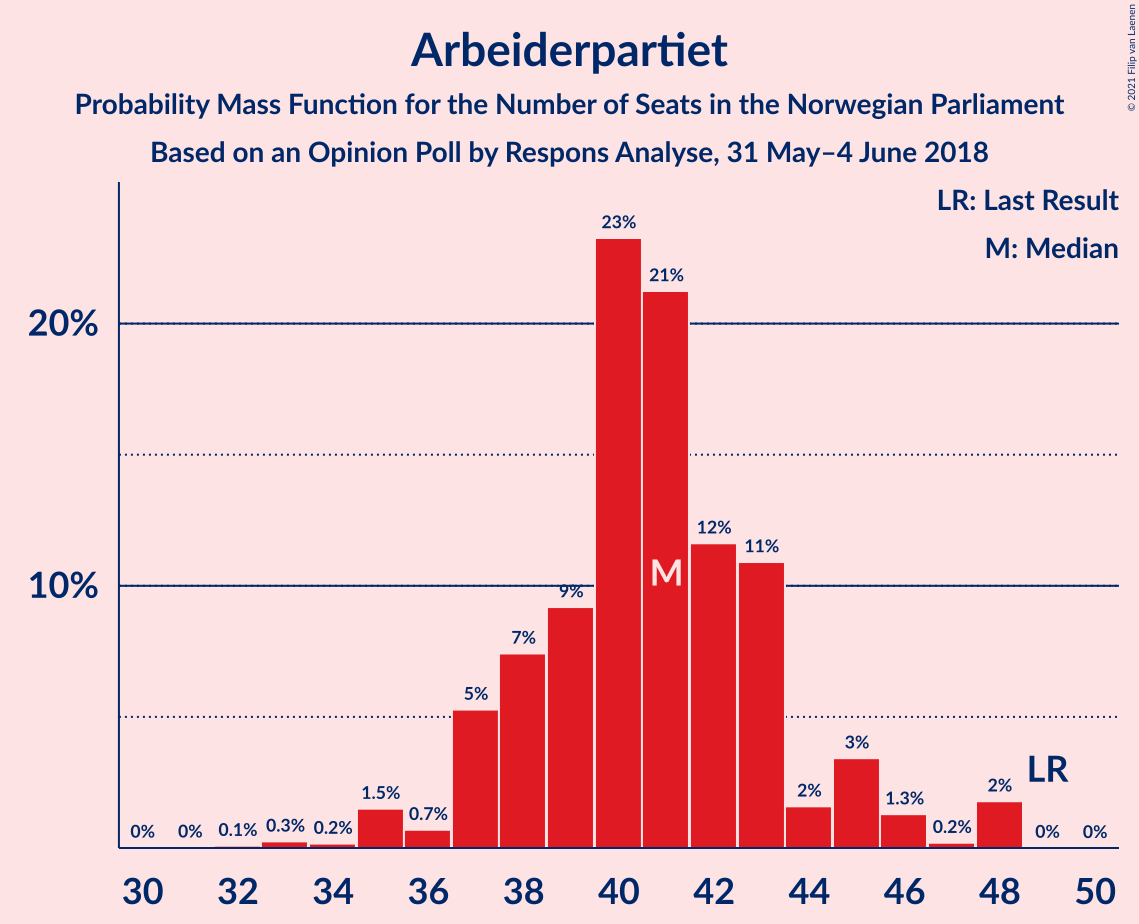 © 2021 Filip van Laenen
Arbeiderpartiet
Probability Mass Function for the Number of Seats in the Norwegian Parliament
Based on an Opinion Poll by Respons Analyse, 31 May–4 June 2018
LR: Last Result
M: Median
20%
10%
0% 0% 0.1% 0.3% 0.2% 1.5% 0.7% 5% 7% 9% 23% 21% 12% 11% 2% 3% 1.3% 0.2% 2% 0% 0%
M
LR
30 32 34 36 38 40 42 44 46 48 50